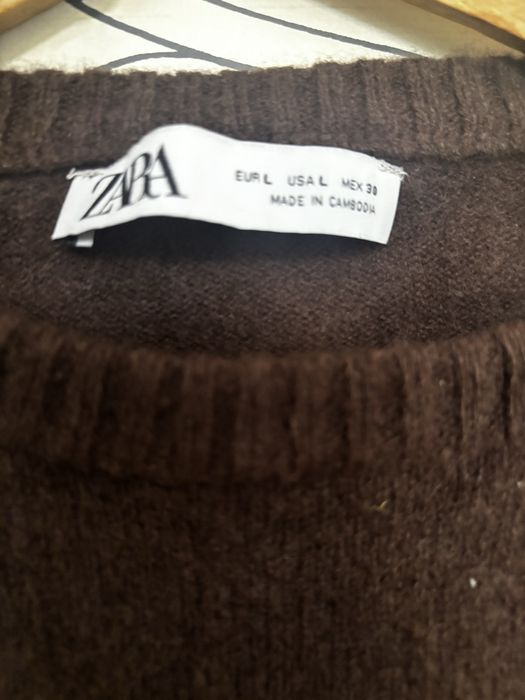 ZARA
EUR L USA L MEX 30
MADE IN CAMBODIA